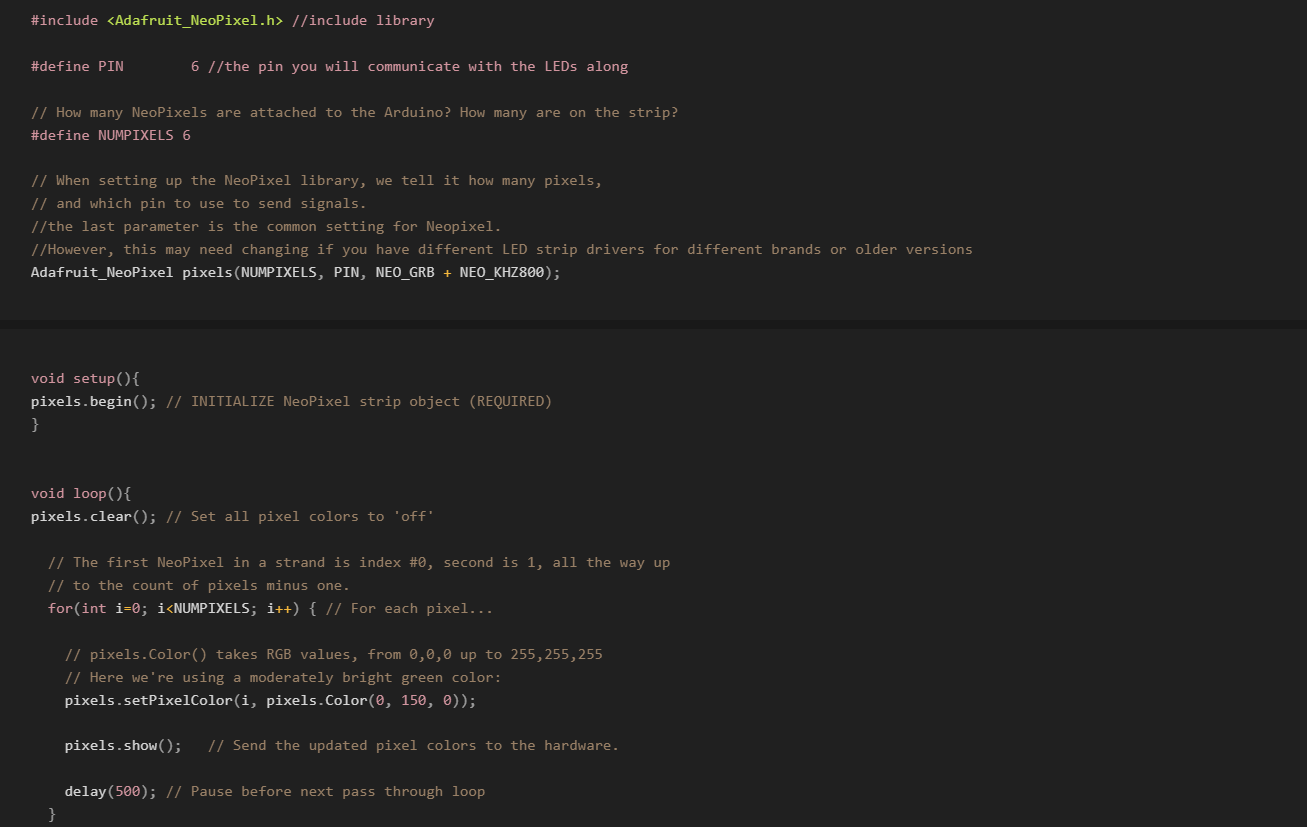 #include <Adafruit_NeoPixel.h> //include library
#define PIN        6 //the pin you will communicate with the LEDs along
// How many NeoPixels are attached to the Arduino? How many are on the strip?
#define NUMPIXELS 6
// When setting up the NeoPixel library, we tell it how many pixels,
// and which pin to use to send signals.
//the last parameter is the common setting for Neopixel.
//However, this may need changing if you have different LED strip drivers for different brands or older versions
Adafruit_NeoPixel pixels(NUMPIXELS, PIN, NEO_GRB + NEO_KHZ800);
void setup(){
pixels.begin(); // INITIALIZE NeoPixel strip object (REQUIRED)
}
void loop(){
pixels.clear(); // Set all pixel colors to 'off'
  // The first NeoPixel in a strand is index #0, second is 1, all the way up
  // to the count of pixels minus one.
  for(int i=0; i<NUMPIXELS; i++) { // For each pixel...
    // pixels.Color() takes RGB values, from 0,0,0 up to 255,255,255
    // Here we're using a moderately bright green color:
    pixels.setPixelColor(i, pixels.Color(0, 150, 0));
    pixels.show();   // Send the updated pixel colors to the hardware.
    delay(500); // Pause before next pass through loop
  }